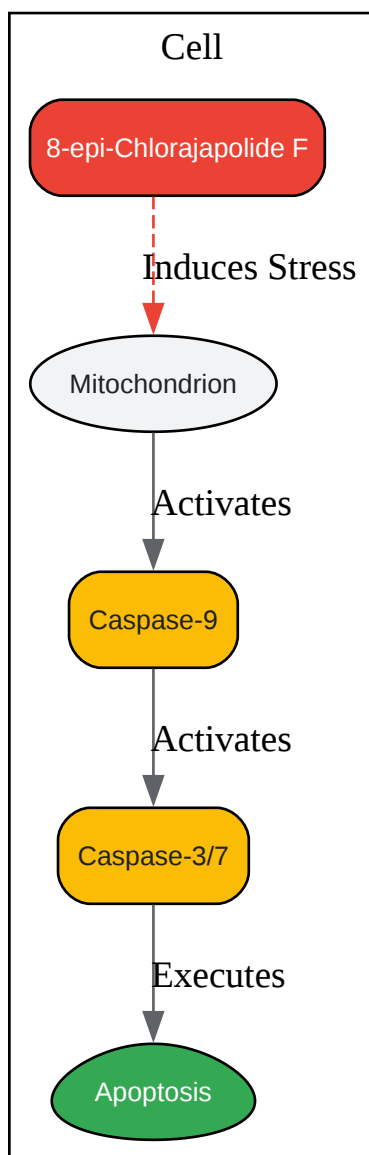 Cell
8-epi-Chlorajapolide F
Induces Stress
Mitochondrion
Activates
Caspase-9
Activates
Caspase-3/7
Executes
Apoptosis